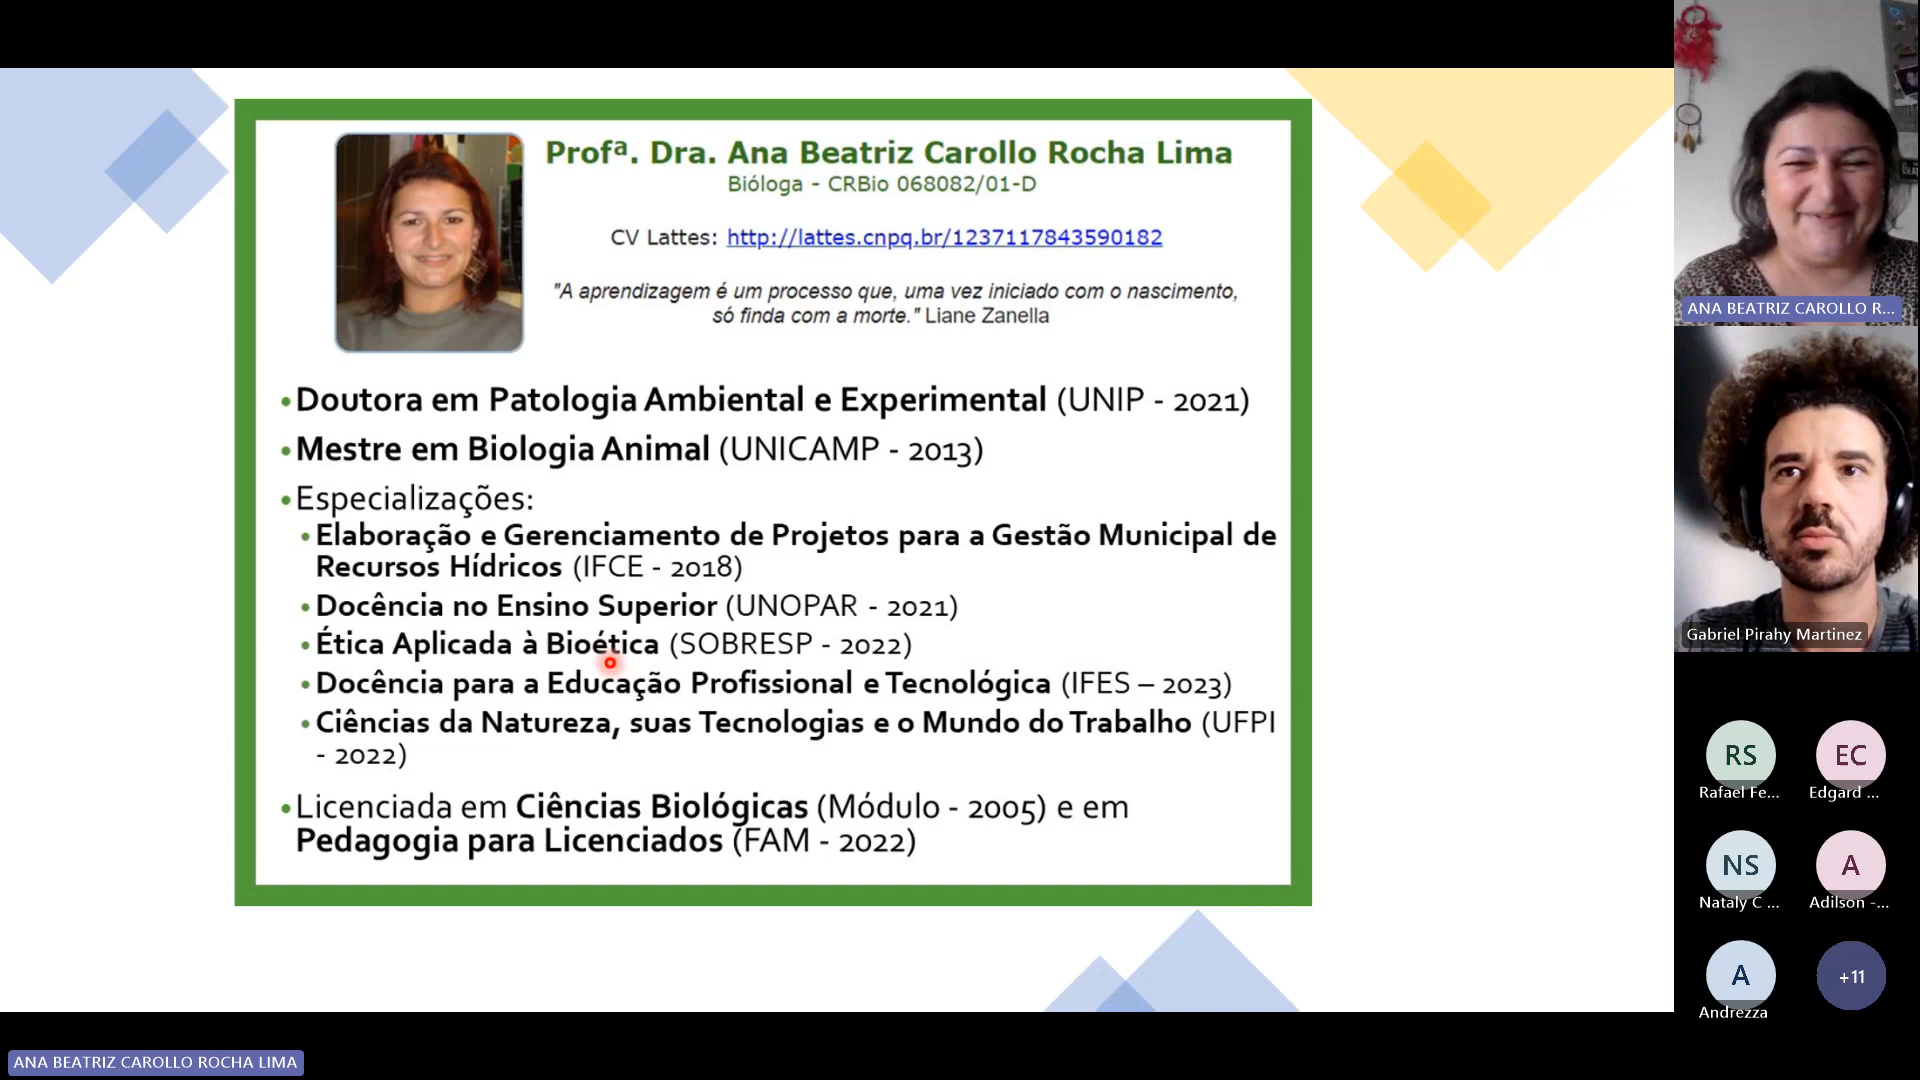 Profª. Dra. Ana Beatriz Carollo Rocha Lima
Bióloga - CRBio 068082/01-D
CV Lattes: http://lattes.cnpq.br/1237117843590182
"A aprendizagem é um processo que, uma vez iniciado com o nascimento,
só finda com a morte." Liane Zanella
•Doutora em Patologia Ambiental e Experimental (UNIP - 2021)
•Mestre em Biologia Animal (UNICAMP - 2013)
•Especializações:
•Elaboração e Gerenciamento de Projetos para a Gestão Municipal de
Recursos Hídricos (IFCE - 2018)
•Docência no Ensino Superior (UNOPAR - 2021)
•Ética Aplicada à Bioética (SOBRESP - 2022)
•Docência para a Educação Profissional e Tecnológica (IFES – 2023)
•Ciências da Natureza, suas Tecnologias e o Mundo do Trabalho (UFPI
- 2022)
•Licenciada em Ciências Biológicas (Módulo - 2005) e em
Pedagogia para Licenciados (FAM - 2022)
ANA BEATRIZ CAROLLO R...
Gabriel Pirahy Martinez
RS
EC
Rafael Fe...
Edgard ...
NS
A
Nataly C ...
Adilson -...
A
+11
Andrezza
ANA BEATRIZ CAROLLO ROCHA LIMA